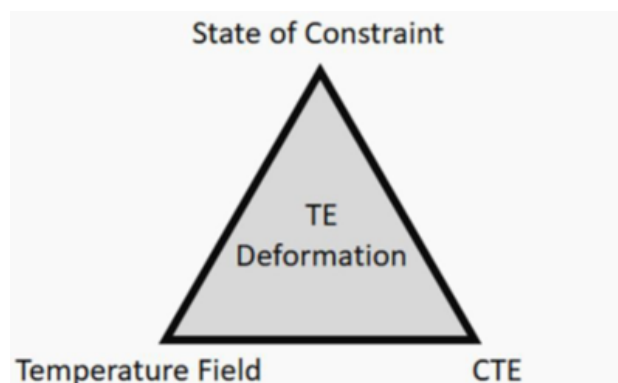 State of Constraint
TE
Deformation
Temperature Field
CTE